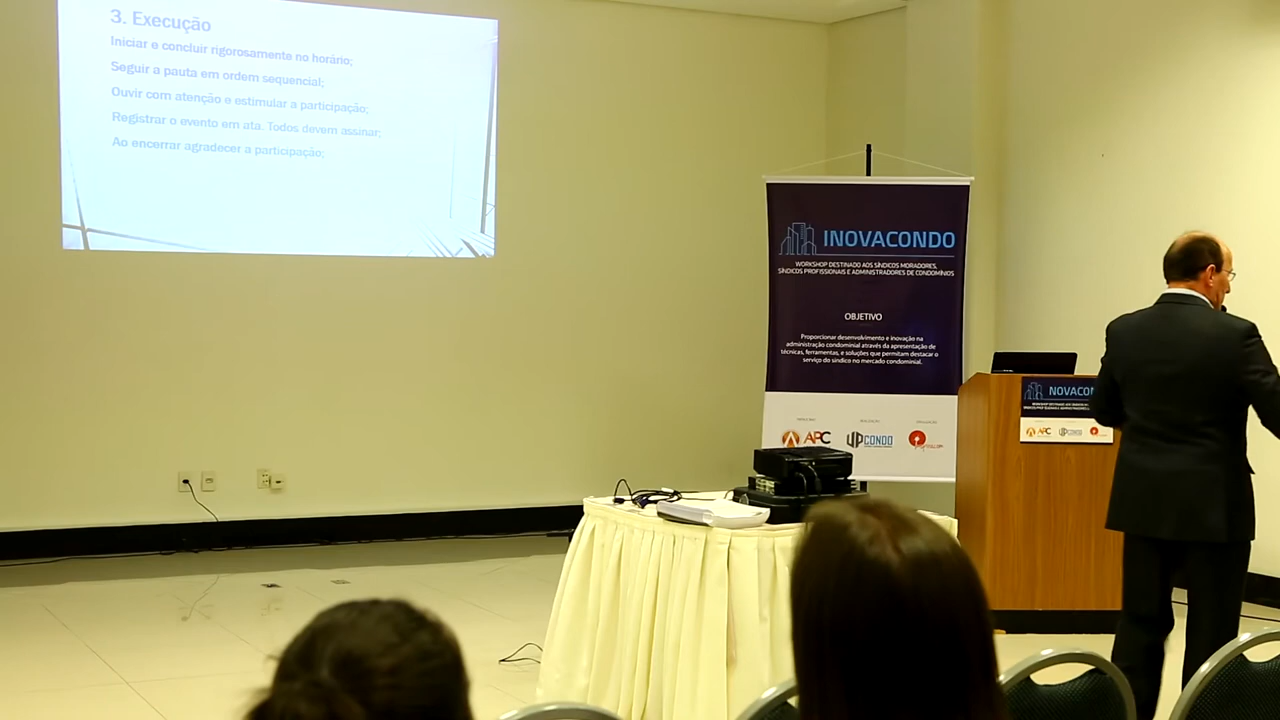 3. Execução
Iniciar e concluir rigorosamente no horário;
Seguir a pauta em ordem sequencial;
Ouvir com atenção e estimular a participação;
Registrar o evento em ata. Todos devem assinar;
Ao encerrar agradecer a participação;
INOVACONDO
WORKSHOP DESTINADO AOS SÍNDICOS MORADORES,
SÍNDICOS PROFISSIONAIS E ADMINISTRADORES DE CONDOMÍNIOS
OBJETIVO
Proporcionar desenvolvimento e inovação na
administração condominial através da apresentação de
técnicas, ferramentas, e soluções que permitam destacar o
serviço do síndico no mercado condominial.
REALIZAÇÃO
APC
UPCONDO
NOVACON
APC
UPCONDO